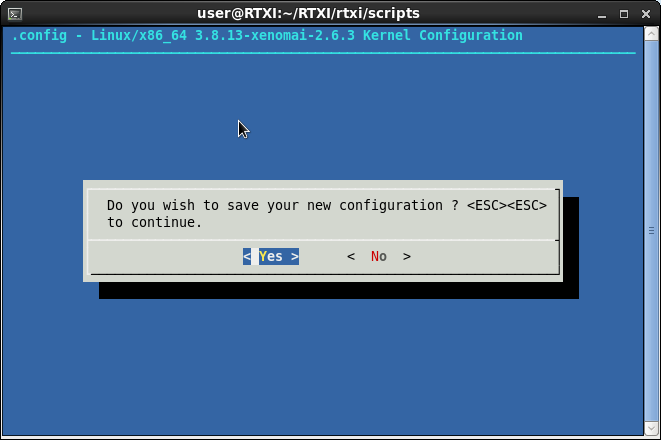 user@RTXI:~/RTXI/rtxi/scripts
.config - Linux/x86_64 3.8.13-xenomai-2.6.3 Kernel Configuration
Do you wish to save your new configuration ? <ESC><ESC>
to continue.
< Yes > < No >